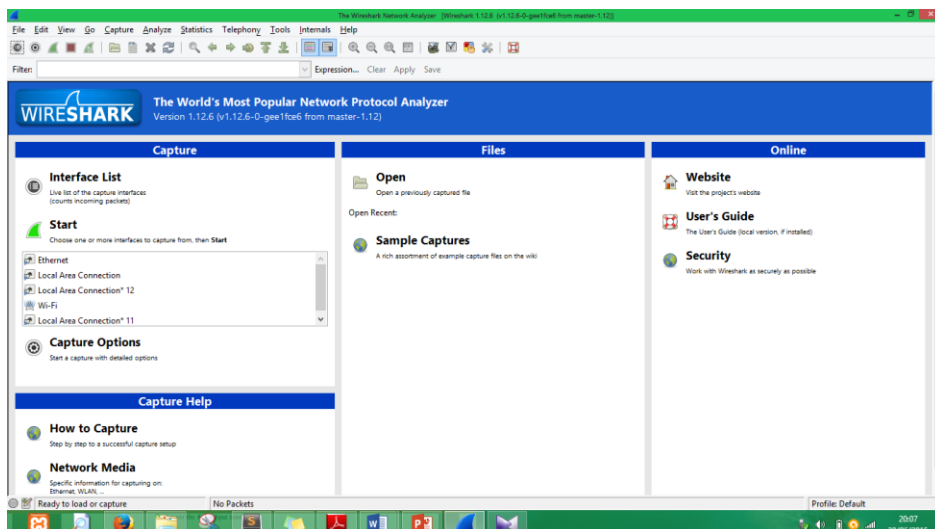 The Wireshark Network Analyzer [Wireshark 1.12.6 (v1.12.6-0-gee1fce6 from master-1.12)]
File Edit View Go Capture Analyze Statistics Telephony Tools Internals Help
Filter: Expression... Clear Apply Save
WIRESHARK
The World's Most Popular Network Protocol Analyzer
Version 1.12.6 (v1.12.6-0-gee1fce6 from master-1.12)
Capture
Interface List
Live list of the capture interfaces
(counts incoming packets)
Start
Choose one or more interfaces to capture from, then Start
Ethernet
Local Area Connection
Local Area Connection* 12
Wi-Fi
Local Area Connection* 11
Capture Options
Start a capture with detailed options
Capture Help
How to Capture
Step by step to a successful capture setup
Network Media
Specific information for capturing on:
Ethernet, WLAN, ...
Files
Open
Open a previously captured file
Open Recent:
Sample Captures
A rich assortment of example capture files on the wiki
Online
Website
Visit the project's website
User's Guide
The User's Guide (local version, if installed)
Security
Work with Wireshark as securely as possible
Ready to load or capture
No Packets
Profile: Default
20:07